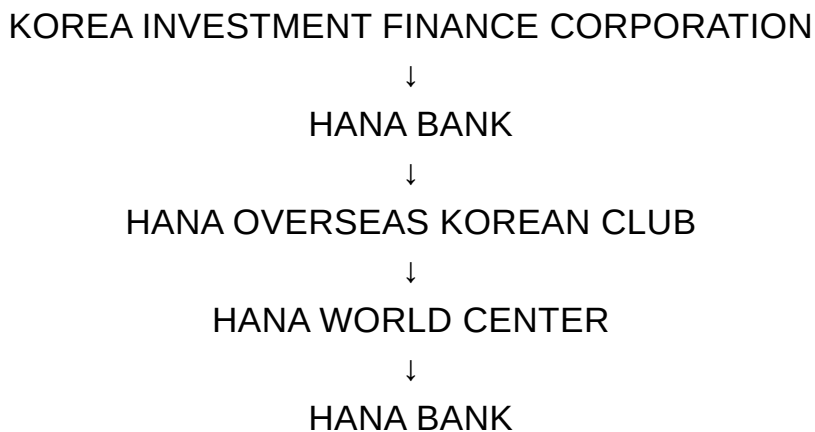 KOREA INVESTMENT FINANCE CORPORATION
↓
HANA BANK
↓
HANA OVERSEAS KOREAN CLUB
↓
HANA WORLD CENTER
↓
HANA BANK